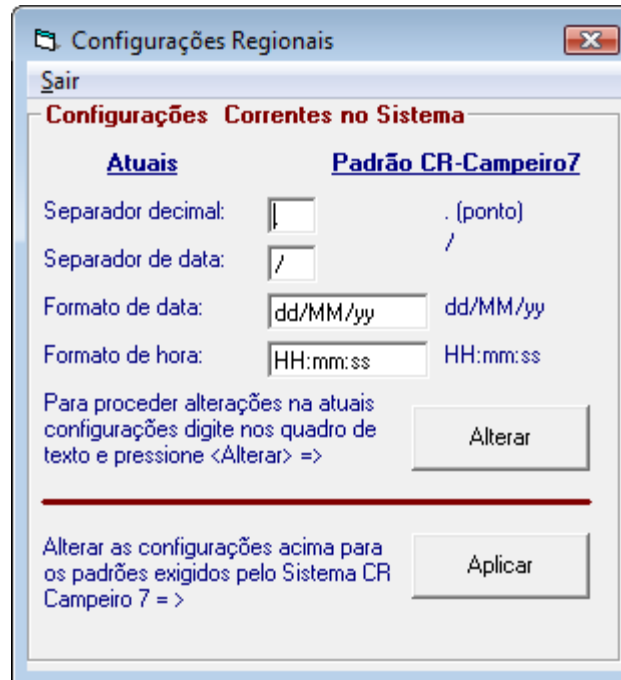 Configurações Regionais
Sair
Configurações Correntes no Sistema
Atuais Padrão CR-Campeiro7
Separador decimal: . . (ponto)
Separador de data: / /
Formato de data: dd/MM/yy dd/MM/yy
Formato de hora: HH:mm:ss HH:mm:ss
Para proceder alterações na atuais
configurações digite nos quadro de
texto e pressione <Alterar> =>
Alterar
Alterar as configurações acima para
os padrões exigidos pelo Sistema CR
Campeiro 7 = >
Aplicar